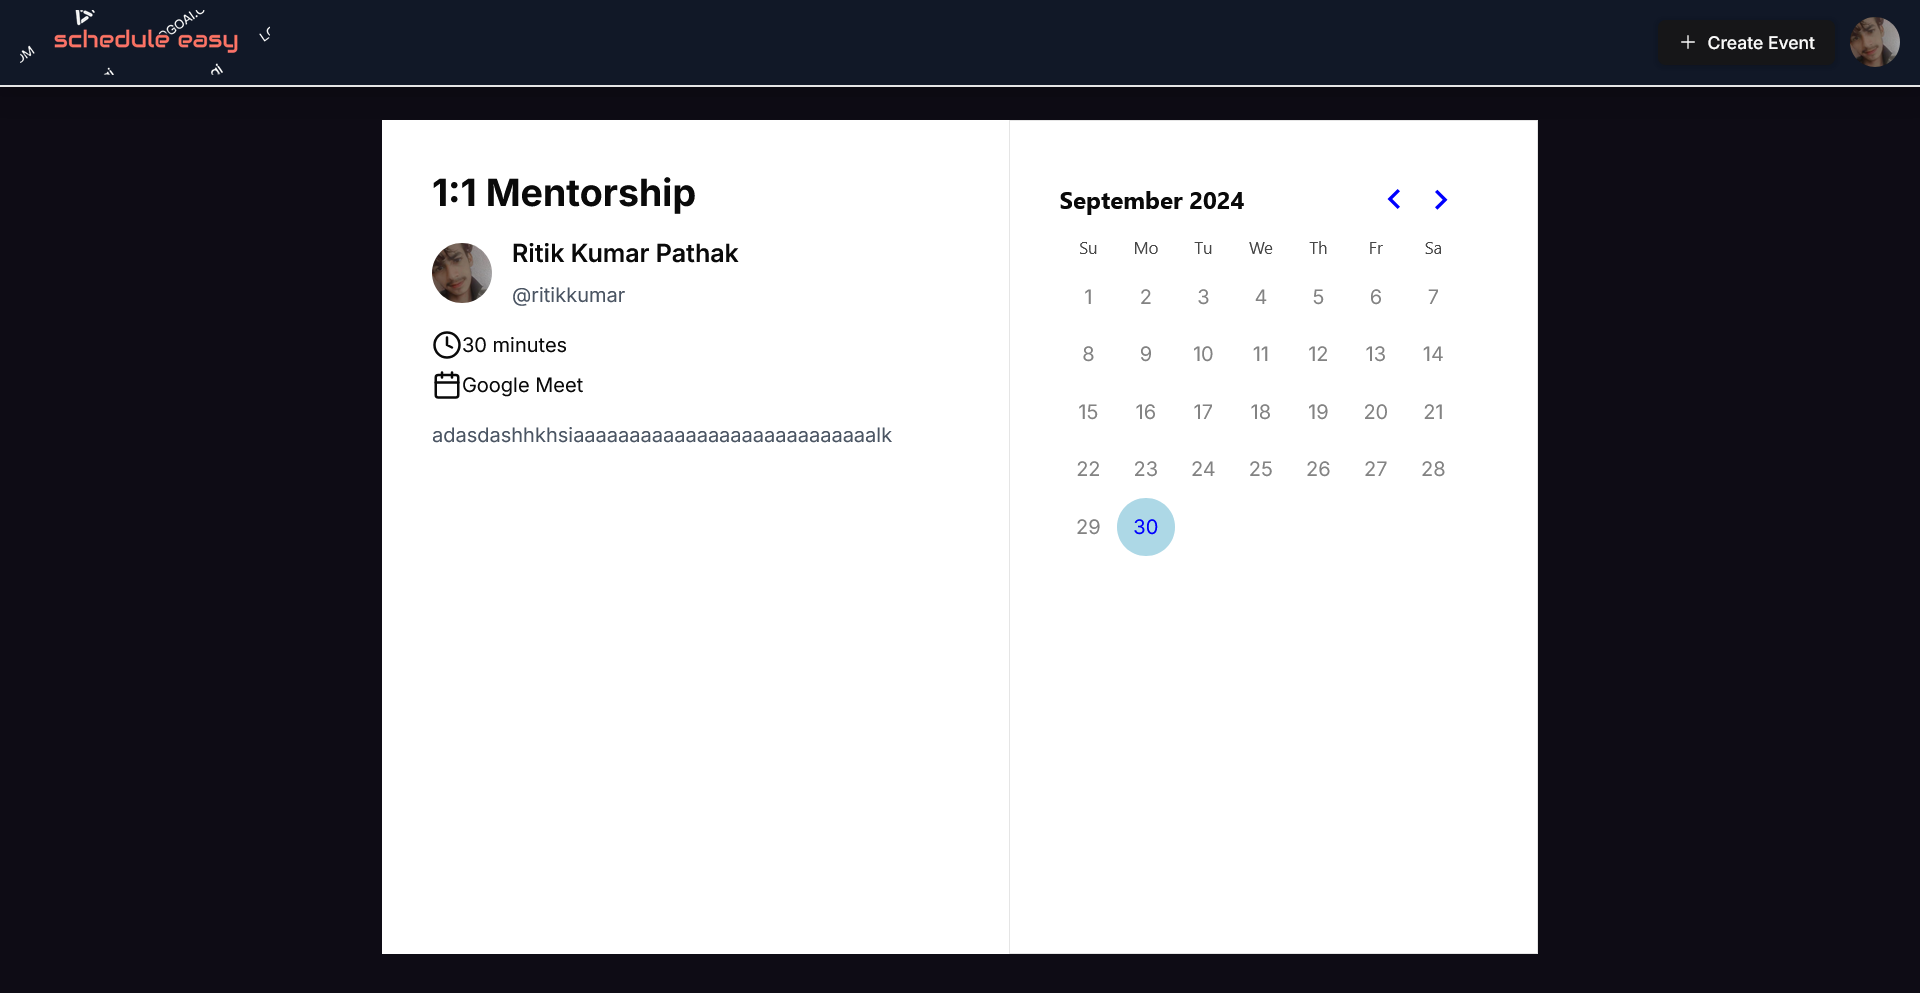 schedule easy
Create Event
1:1 Mentorship
Ritik Kumar Pathak
@ritikkumar
30 minutes
Google Meet
adasdashhkhsiaaaaaaaaaaaaaaaaaaaaaaaaaaalk
September 2024
Su Mo Tu We Th Fr Sa
1 2 3 4 5 6 7
8 9 10 11 12 13 14
15 16 17 18 19 20 21
22 23 24 25 26 27 28
29 30